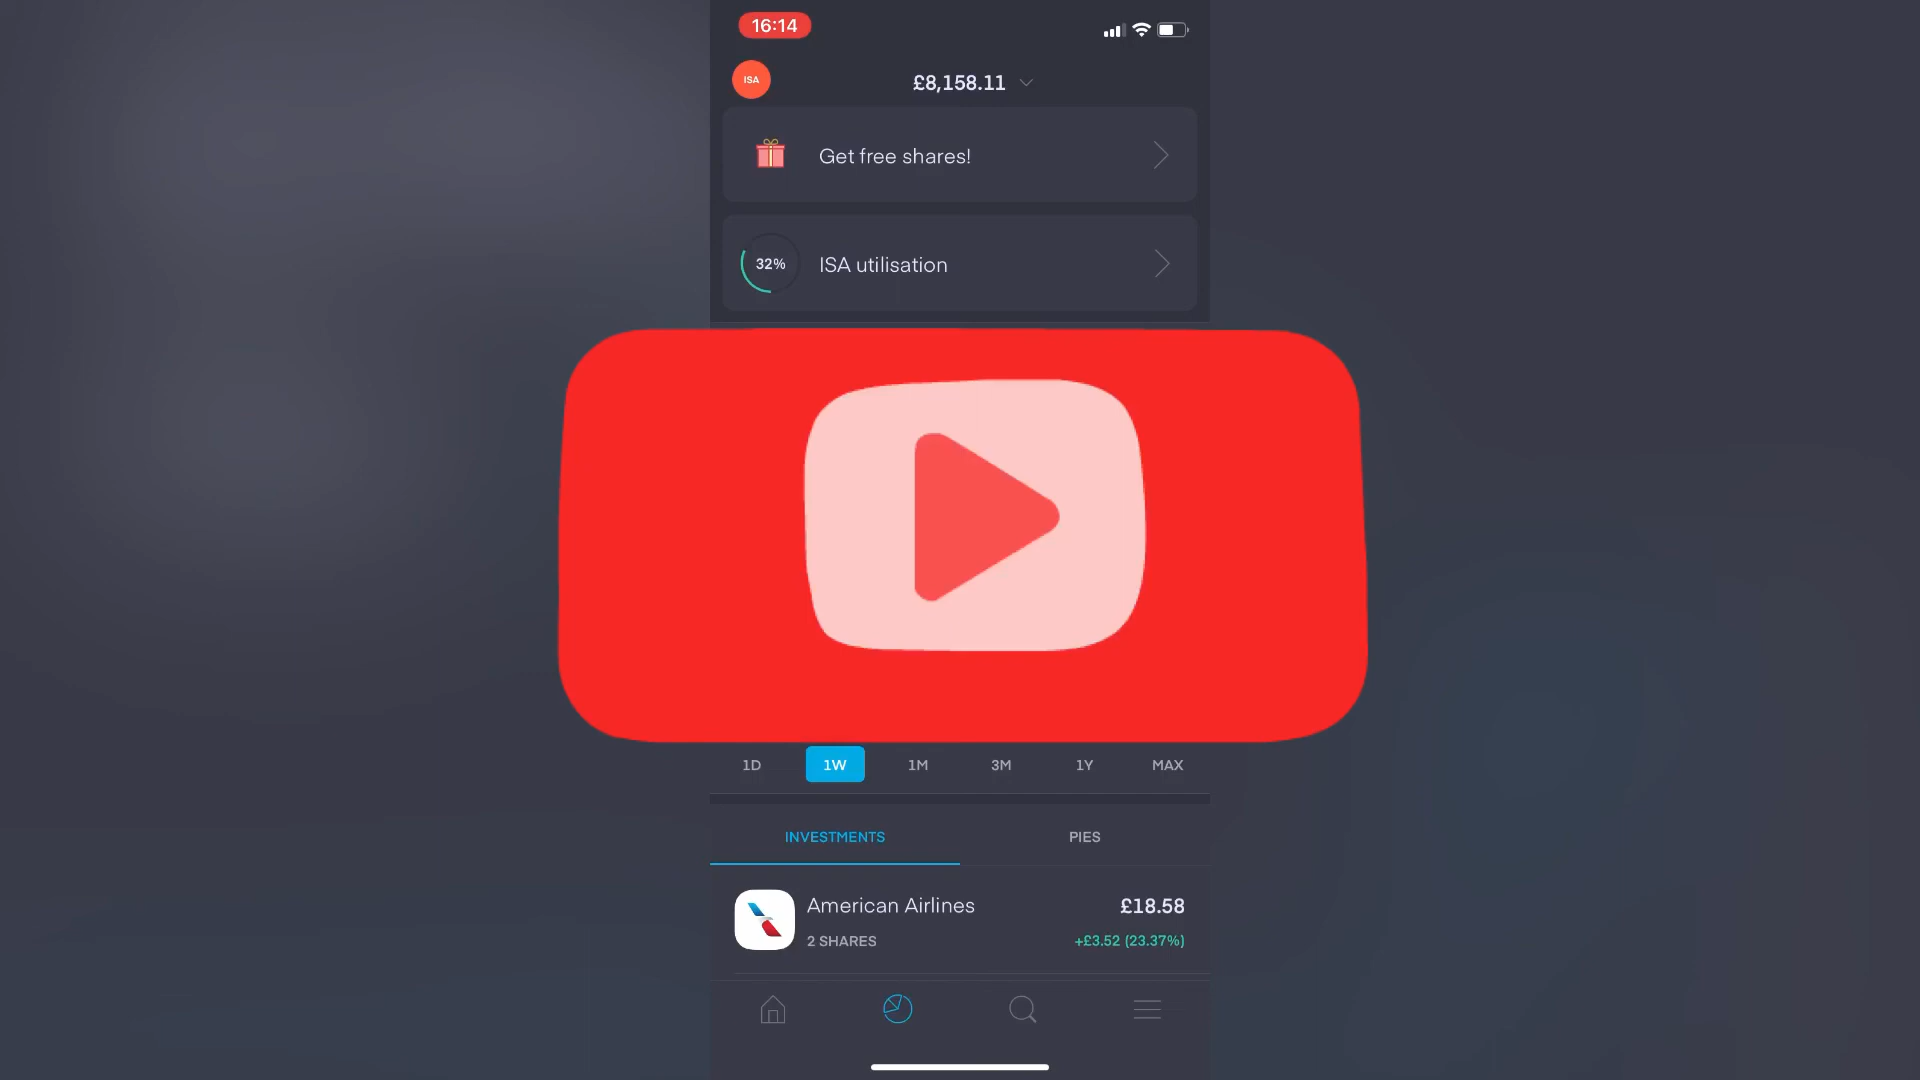 16:14
ISA
£8,158.11
Get free shares!
32%
ISA utilisation
1D 1W 1M 3M 1Y MAX
INVESTMENTS PIES
American Airlines £18.58
2 SHARES +£3.52 (23.37%)